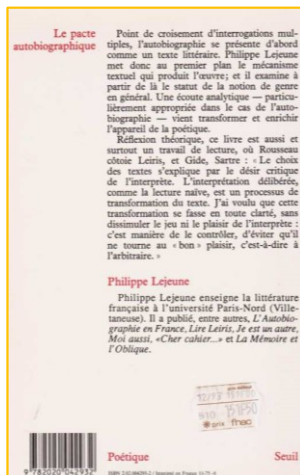 Le pacte
autobiographique
Point de croisement d'interrogations mul-
tiples, l'autobiographie se présente d'abord
comme un texte littéraire. Philippe Lejeune
met donc au premier plan le mécanisme
textuel qui produit l'œuvre; et il examine à
partir de là le statut de la notion de genre
en général. Une écoute analytique — particu-
lièrement appropriée dans le cas de l'auto-
biographie — vient transformer et enrichir
l'appareil de la poétique.
Réflexion théorique, ce livre est aussi et
surtout un travail de lecture, où Rousseau
côtoie Leiris, et Gide, Sartre : « Le choix
des textes s'explique par le désir critique
de l'interprète. L'interprétation délibérée,
comme la lecture naïve, est un processus de
transformation du texte. J'ai voulu que cette
transformation se fasse en toute clarté, sans
dissimuler le jeu ni le plaisir de l'interprète :
c'est manière de le contrôler, d'éviter qu'il
ne tourne au « bon » plaisir, c'est-à-dire à
l'arbitraire. »
Philippe Lejeune
Philippe Lejeune enseigne la littérature
française à l'université Paris-Nord (Ville-
taneuse). Il a publié, entre autres, L'Autobio-
graphie en France, Lire Leiris, Je est un autre,
Moi aussi, «Cher cahier...» et La Mémoire et
l'Oblique.
prix fnac
9 782020 042932
Poétique
Seuil